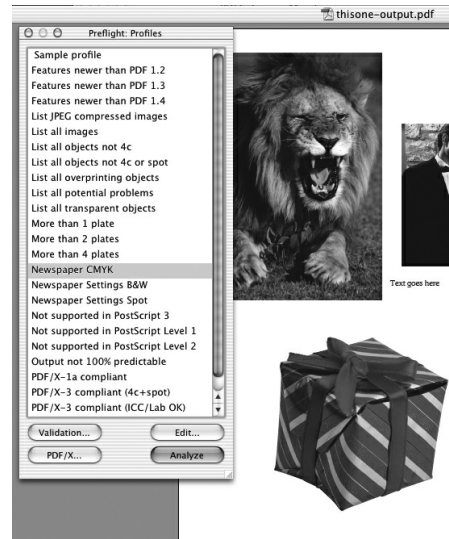 thisone-output.pdf
Preflight: Profiles
Sample profile
Features newer than PDF 1.2
Features newer than PDF 1.3
Features newer than PDF 1.4
List JPEG compressed images
List all images
List all objects not 4c
List all objects not 4c or spot
List all overprinting objects
List all potential problems
List all transparent objects
More than 1 plate
More than 2 plates
More than 4 plates
Newspaper CMYK
Newspaper Settings B&W
Newspaper Settings Spot
Not supported in PostScript 3
Not supported in PostScript Level 1
Not supported in PostScript Level 2
Output not 100% predictable
PDF/X-1a compliant
PDF/X-3 compliant (4c+spot)
PDF/X-3 compliant (ICC/Lab OK)
Validation... Edit...
PDF/X... Analyze
Text goes here